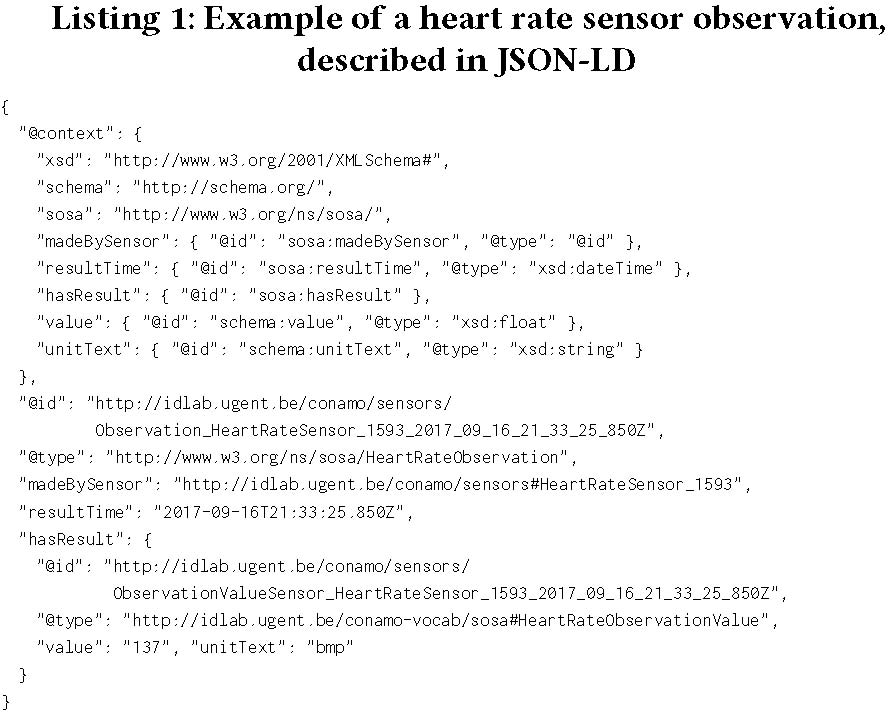 Listing 1: Example of a heart rate sensor observation,
described in JSON-LD
{
"@context": {
"xsd": "http://www.w3.org/2001/XMLSchema#",
"schema": "http://schema.org/",
"sosa": "http://www.w3.org/ns/sosa/",
"madeBySensor": { "@id": "sosa:madeBySensor", "@type": "@id" },
"resultTime": { "@id": "sosa:resultTime", "@type": "xsd:dateTime" },
"hasResult": { "@id": "sosa:hasResult" },
"value": { "@id": "schema:value", "@type": "xsd:float" },
"unitText": { "@id": "schema:unitText", "@type": "xsd:string" }
},
"@id": "http://idlab.ugent.be/conamo/sensors/
Observation_HeartRateSensor_1593_2017_09_16_21_33_25_850Z",
"@type": "http://www.w3.org/ns/sosa/HeartRateObservation",
"madeBySensor": "http://idlab.ugent.be/conamo/sensors#HeartRateSensor_1593",
"resultTime": "2017-09-16T21:33:25.850Z",
"hasResult": {
"@id": "http://idlab.ugent.be/conamo/sensors/
ObservationValueSensor_HeartRateSensor_1593_2017_09_16_21_33_25_850Z",
"@type": "http://idlab.ugent.be/conamo-vocab/sosa#HeartRateObservationValue",
"value": "137", "unitText": "bmp"
}
}